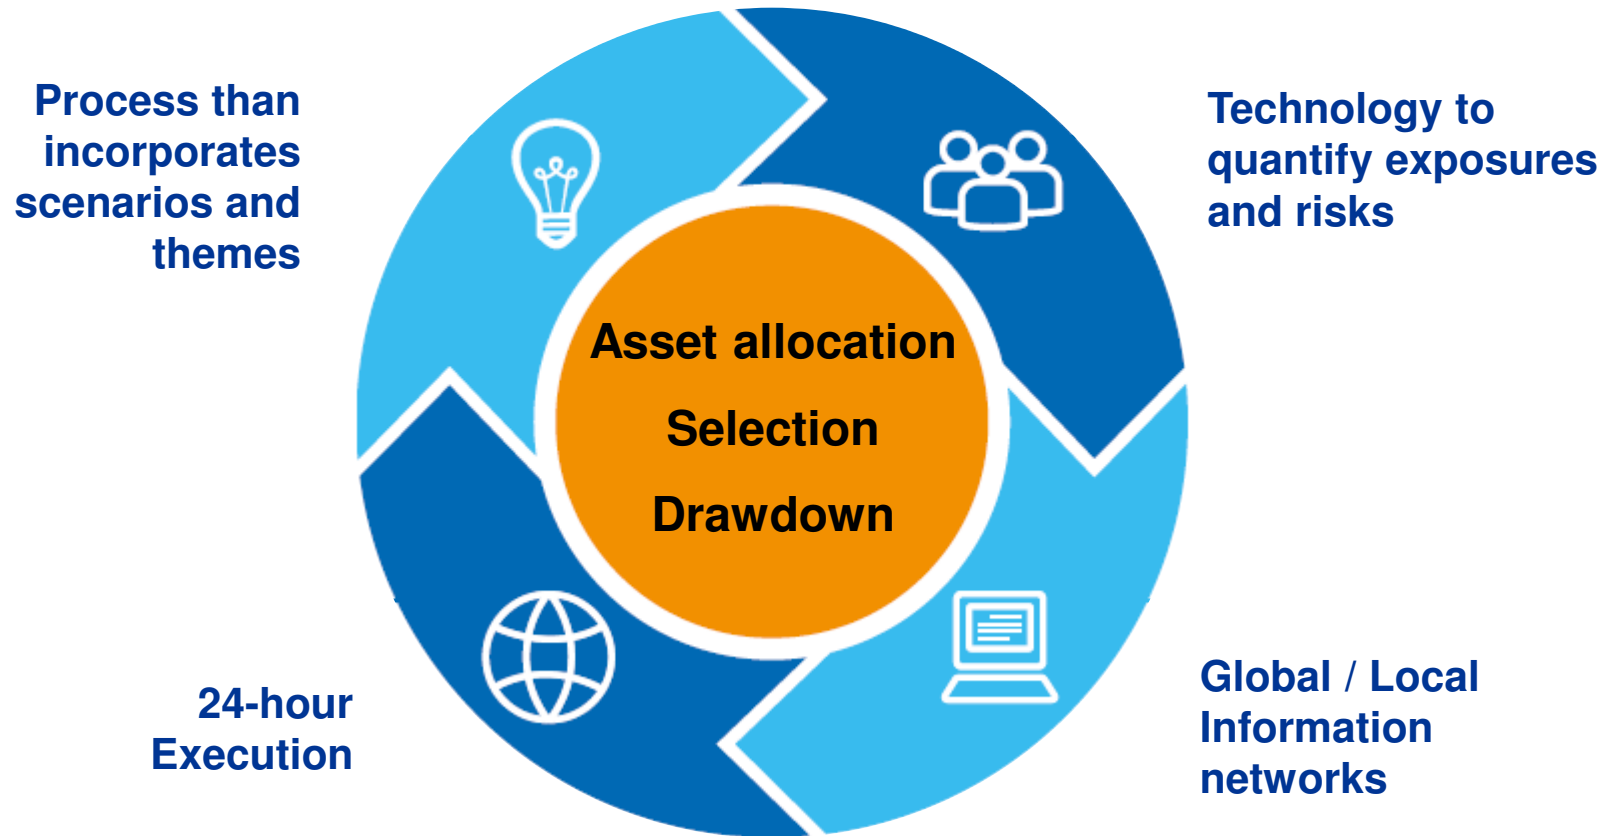 Process than
incorporates
scenarios and
themes
Technology to
quantify exposures
and risks
Asset allocation
Selection
Drawdown
24-hour
Execution
Global / Local
Information
networks